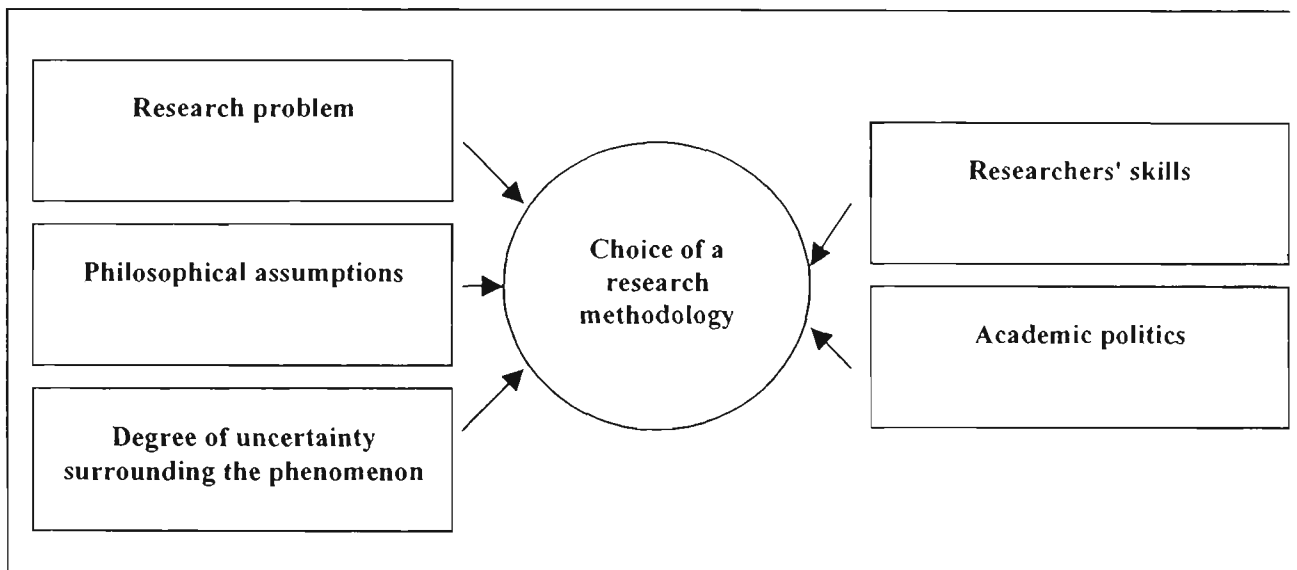 Research problem
Philosophical assumptions
Degree of uncertainty
surrounding the phenomenon
Choice of a
research
methodology
Researchers' skills
Academic politics